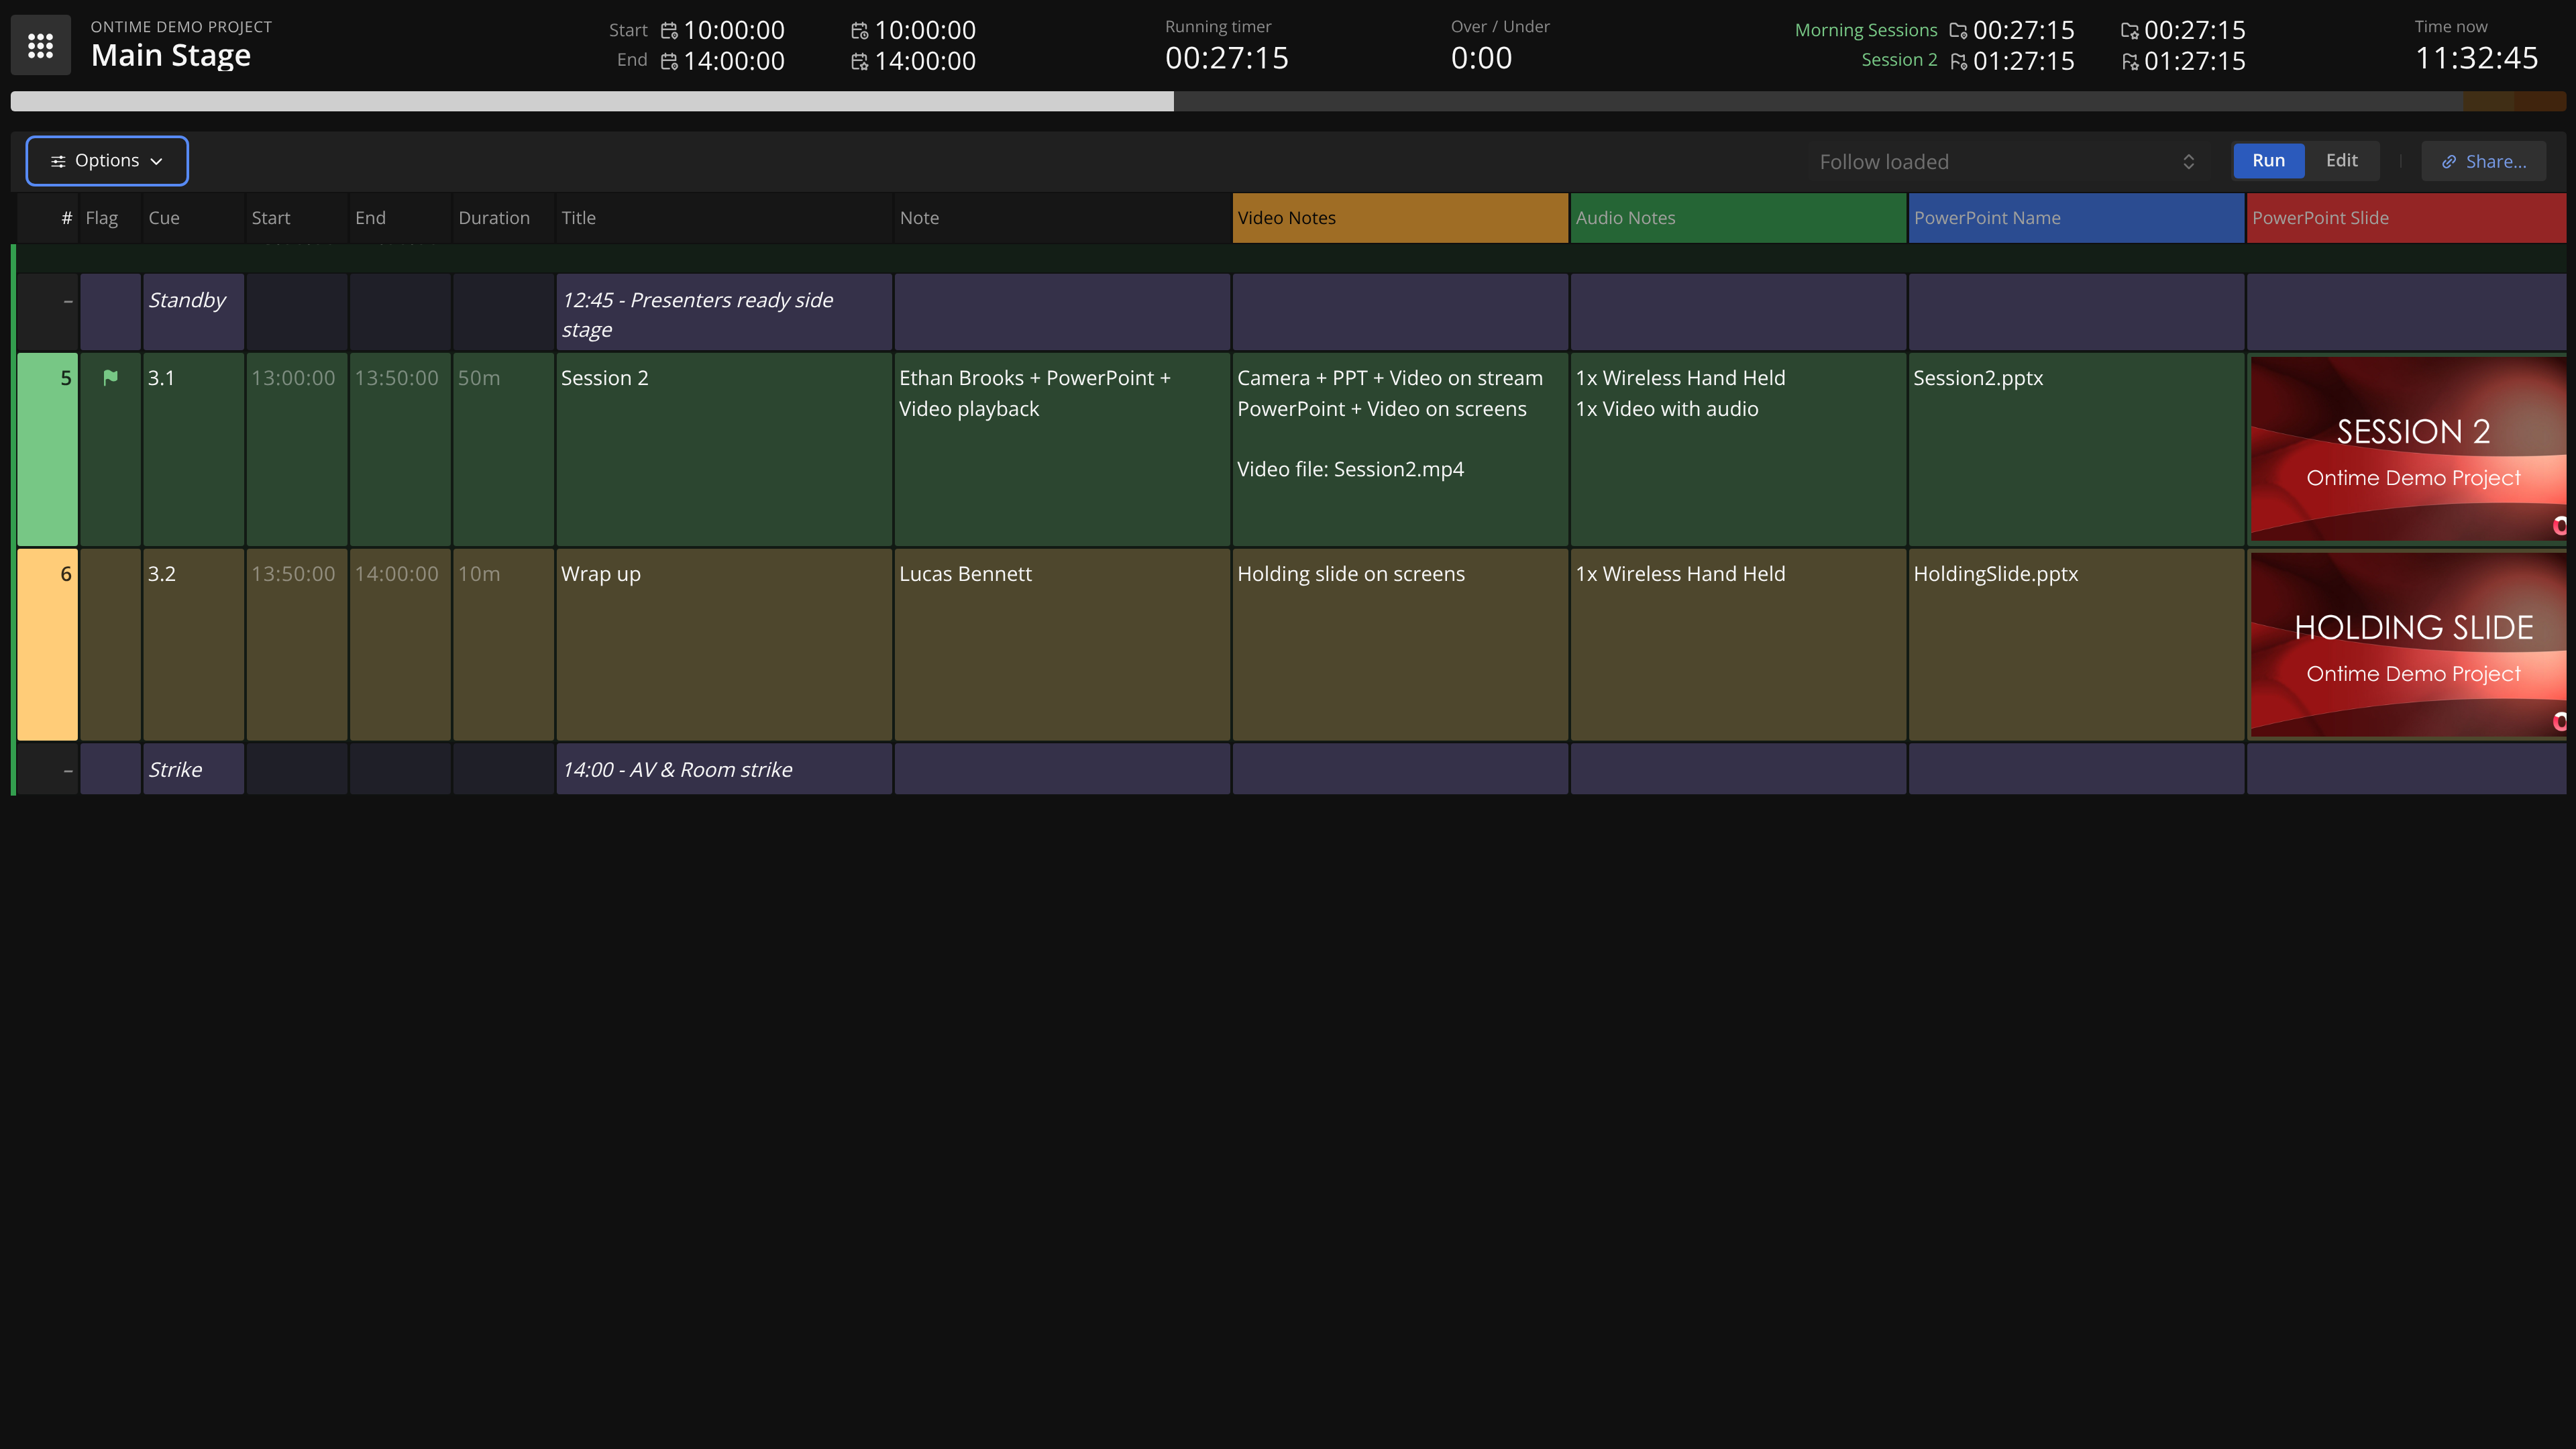 ONTIME DEMO PROJECT
Main Stage
Start 10:00:00 10:00:00
End 14:00:00 14:00:00
Running timer
00:27:15
Over / Under
0:00
Morning Sessions 00:27:15 00:27:15
Session 2 01:27:15 01:27:15
Time now
11:32:45
Options
Follow loaded
Run Edit
Share...
# Flag Cue Start End Duration Title Note Video Notes Audio Notes PowerPoint Name PowerPoint Slide
– Standby 12:45 - Presenters ready side
stage
5 3.1 13:00:00 13:50:00 50m Session 2 Ethan Brooks + PowerPoint + Camera + PPT + Video on stream 1x Wireless Hand Held Session2.pptx
Video playback PowerPoint + Video on screens 1x Video with audio
Video file: Session2.mp4
SESSION 2
Ontime Demo Project
6 3.2 13:50:00 14:00:00 10m Wrap up Lucas Bennett Holding slide on screens 1x Wireless Hand Held HoldingSlide.pptx
HOLDING SLIDE
Ontime Demo Project
– Strike 14:00 - AV & Room strike